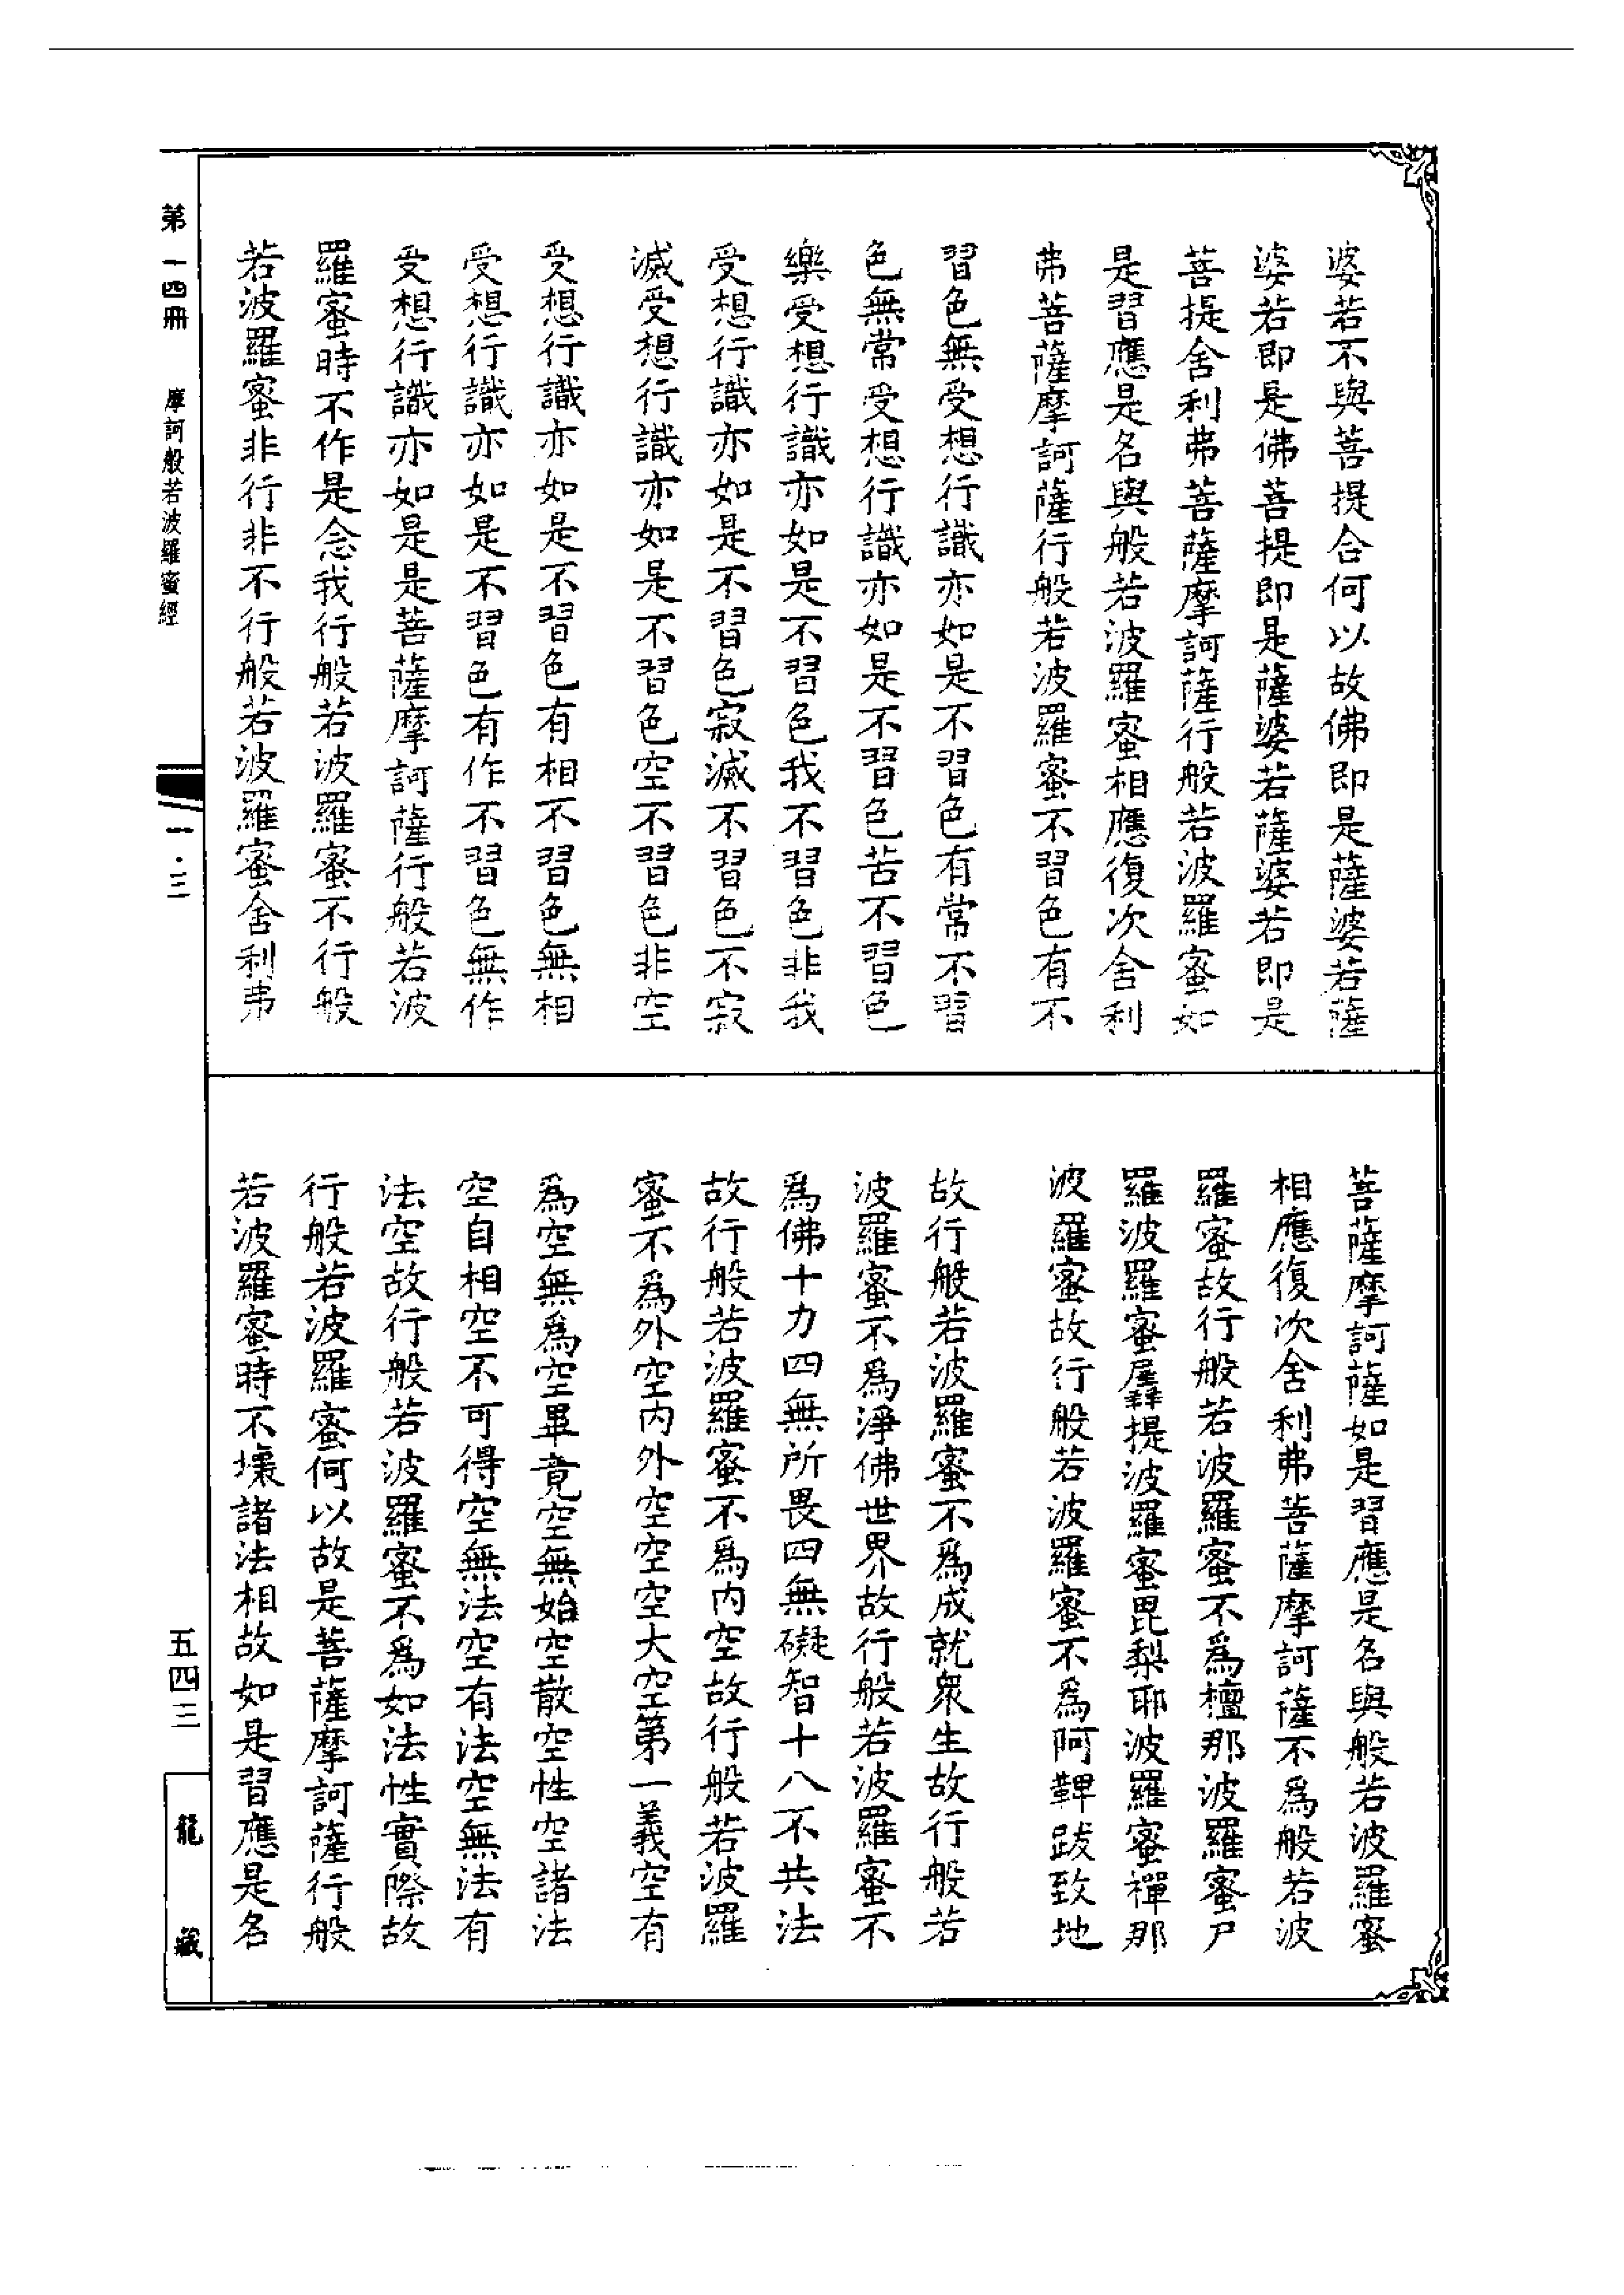 婆若不與菩提合何以故佛即是薩婆若薩
婆若即是佛菩提即是薩婆若薩婆若即是
菩提舍利弗菩薩摩訶薩行般若波羅蜜如
是習應是名與般若波羅蜜相應復次舍利
弗菩薩摩訶薩行般若波羅蜜不習色有不
習色無受想行識亦如是不習色有常不習
色無常受想行識亦如是不習色苦不習色
樂受想行識亦如是不習色我不習色非我
受想行識亦如是不習色寂滅不習色不寂
滅受想行識亦如是不習色空不習色非空
受想行識亦如是不習色有相不習色無相
受想行識亦如是不習色有作不習色無作
受想行識亦如是是菩薩摩訶薩行般若波
羅蜜時不作是念我行般若波羅蜜不行般
若波羅蜜非行非不行般若波羅蜜舍利弗
菩薩摩訶薩如是習應是名與般若波羅蜜
相應復次舍利弗菩薩摩訶薩不為般若波
羅蜜故行般若波羅蜜不為檀那波羅蜜尸
羅波羅蜜羼提波羅蜜毘梨耶波羅蜜禪那
波羅蜜故行般若波羅蜜不為阿鞞跋致地
故行般若波羅蜜不為成就眾生故行般若
波羅蜜不為淨佛世界故行般若波羅蜜不
為佛十力四無所畏四無礙智十八不共法
故行般若波羅蜜不為內空故行般若波羅
蜜不為外空內外空空空大空第一義空有
為空無為空畢竟空無始空散空性空諸法
空自相空不可得空無法空有法空無法有
法空故行般若波羅蜜不為如法性實際故
行般若波羅蜜何以故是菩薩摩訶薩行般
若波羅蜜時不壞諸法相故如是習應是名
第一四冊 摩訶般若波羅蜜經
一·三
五四三
龍藏